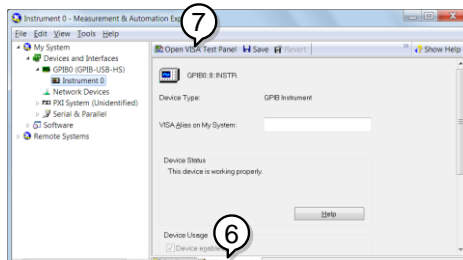 Instrument 0 - Measurement & Automation Exp
7
File Edit View Tools Help
My System
Devices and Interfaces
GPIB0 (GPIB-USB-HS)
Instrument 0
Network Devices
PXI System (Unidentified)
Serial & Parallel
Software
Remote Systems
Open VISA Test Panel Save Revert » Show Help
GPIB0::8::INSTR
Device Type: GPIB Instrument
VISA Alias on My System:
Device Status
This device is working properly.
Help
Device Usage
Device enabled
6